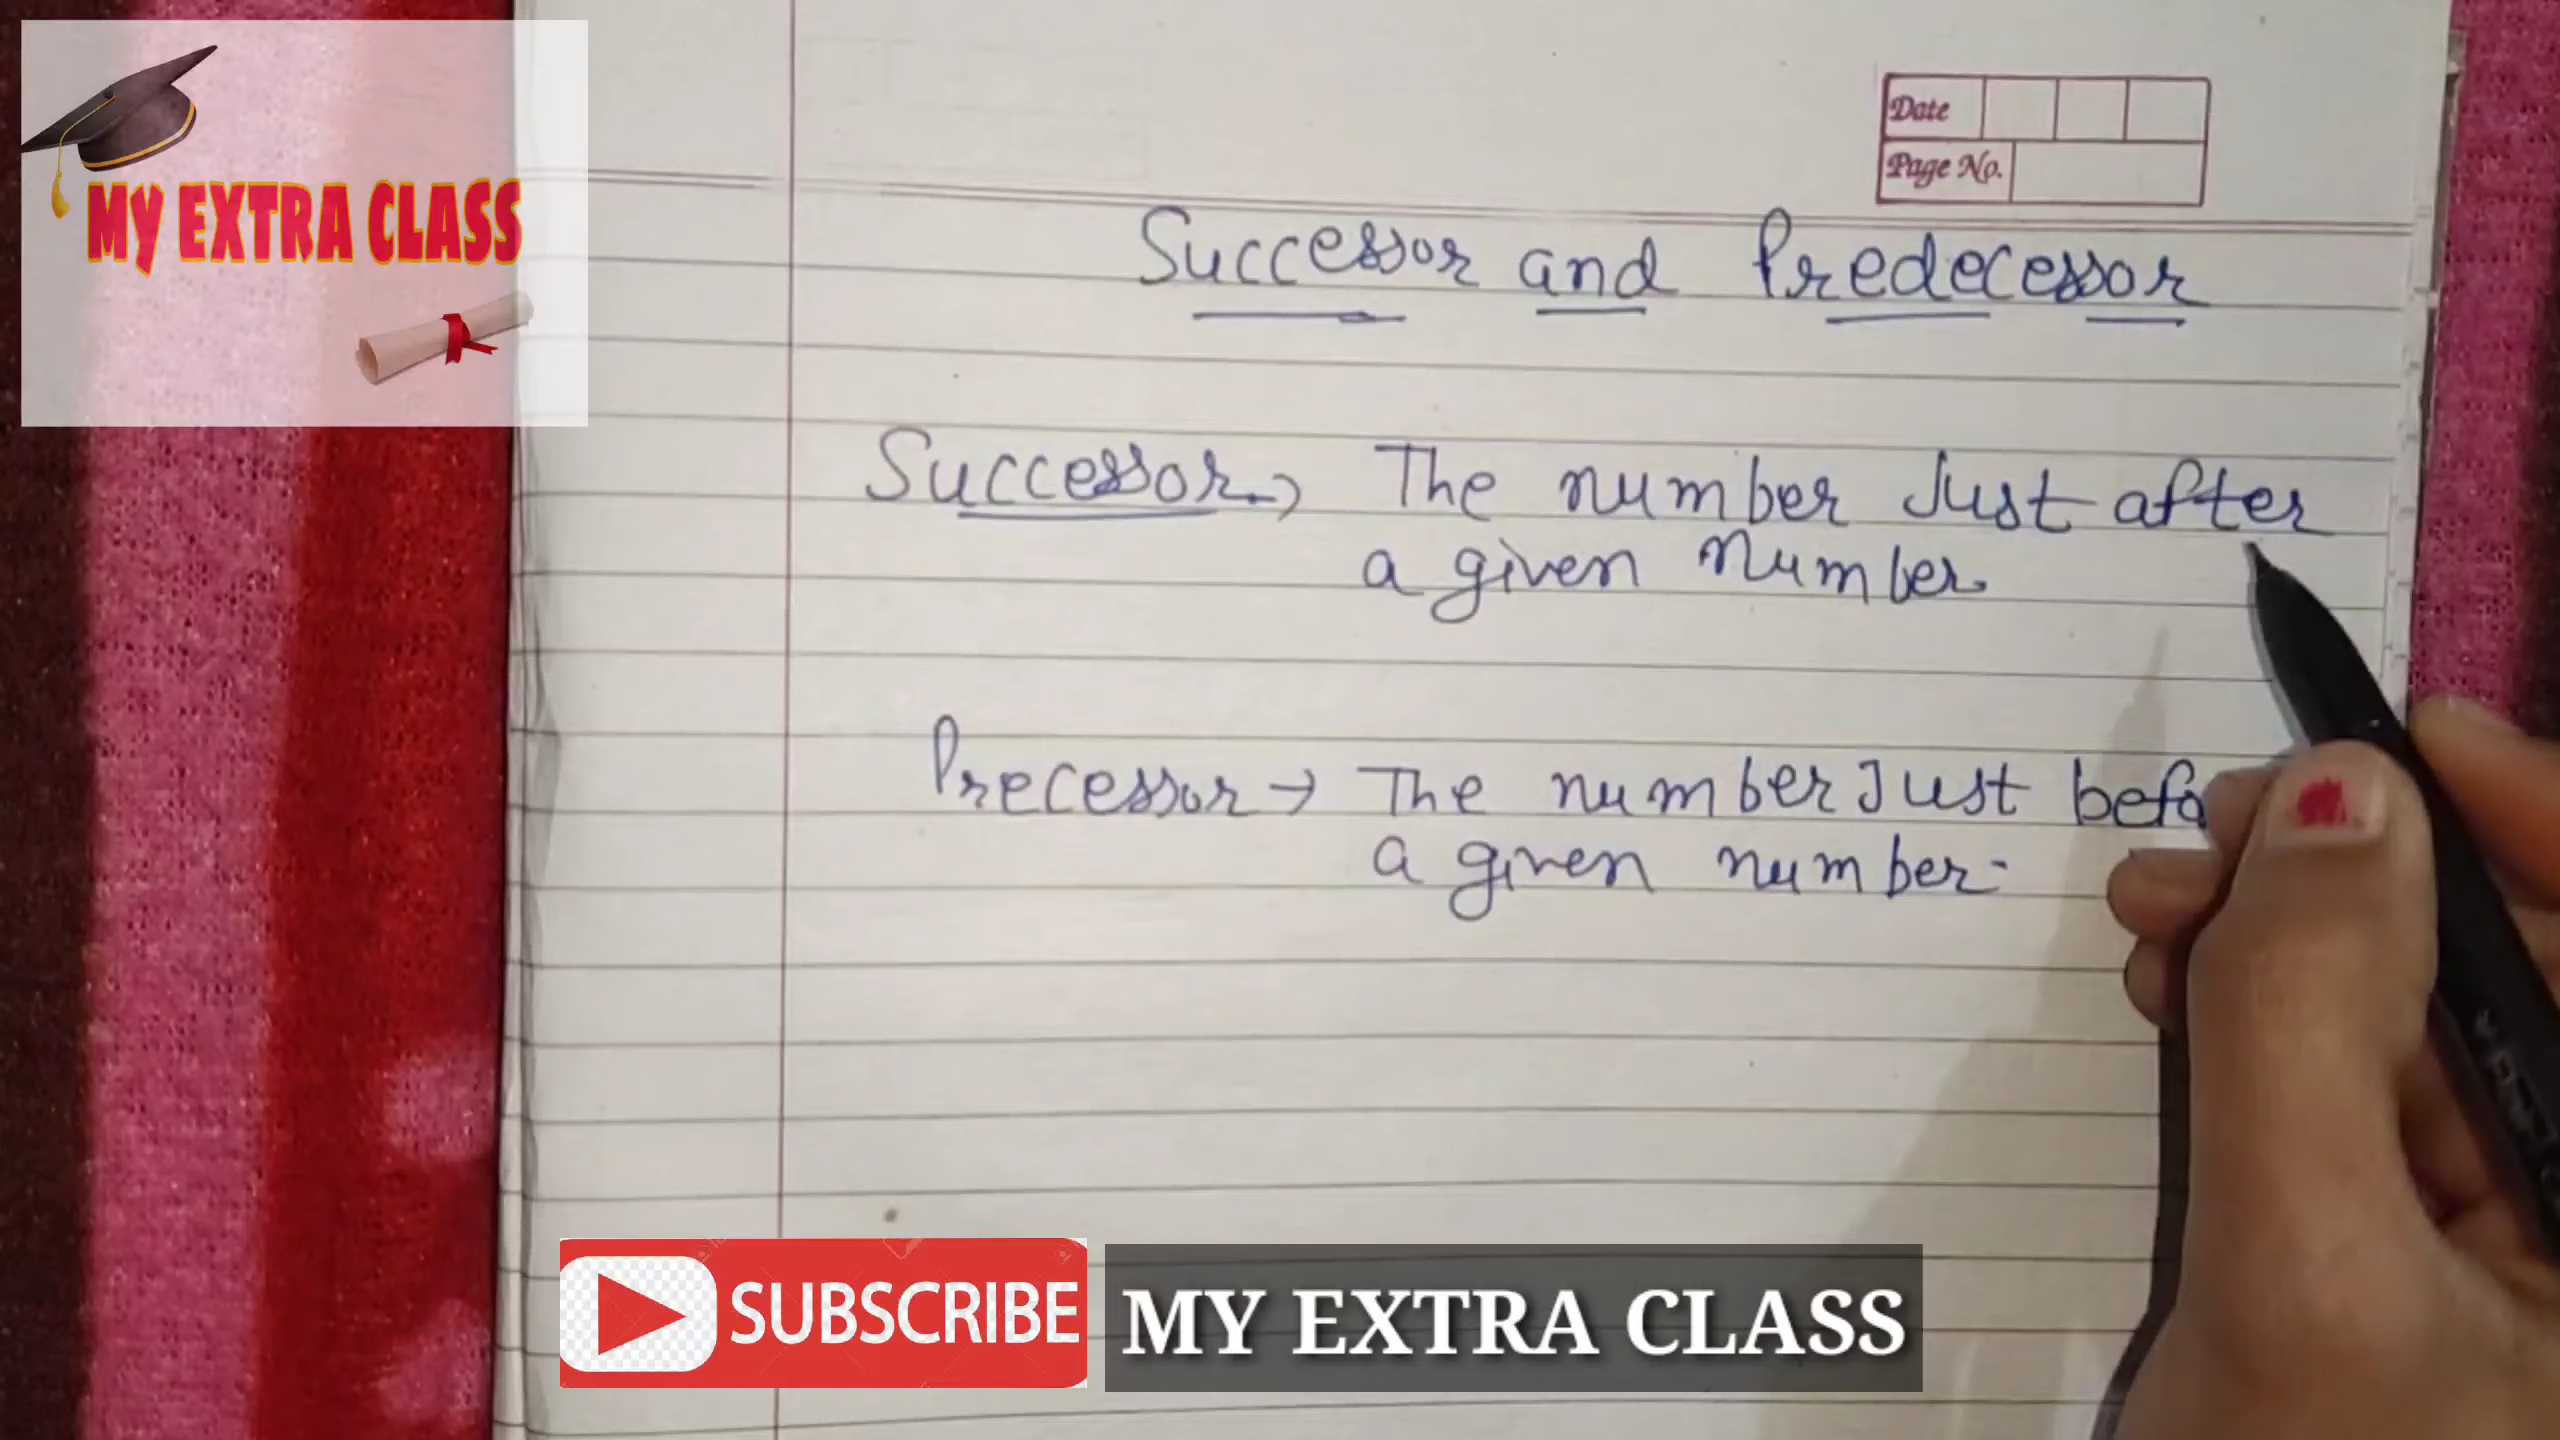 MY EXTRA CLASS
Date
Page No.
Successor and Predecessor
Successor → The number Just after
a given Number.
Precessor → The number Just befo
a given number.
SUBSCRIBE
MY EXTRA CLASS